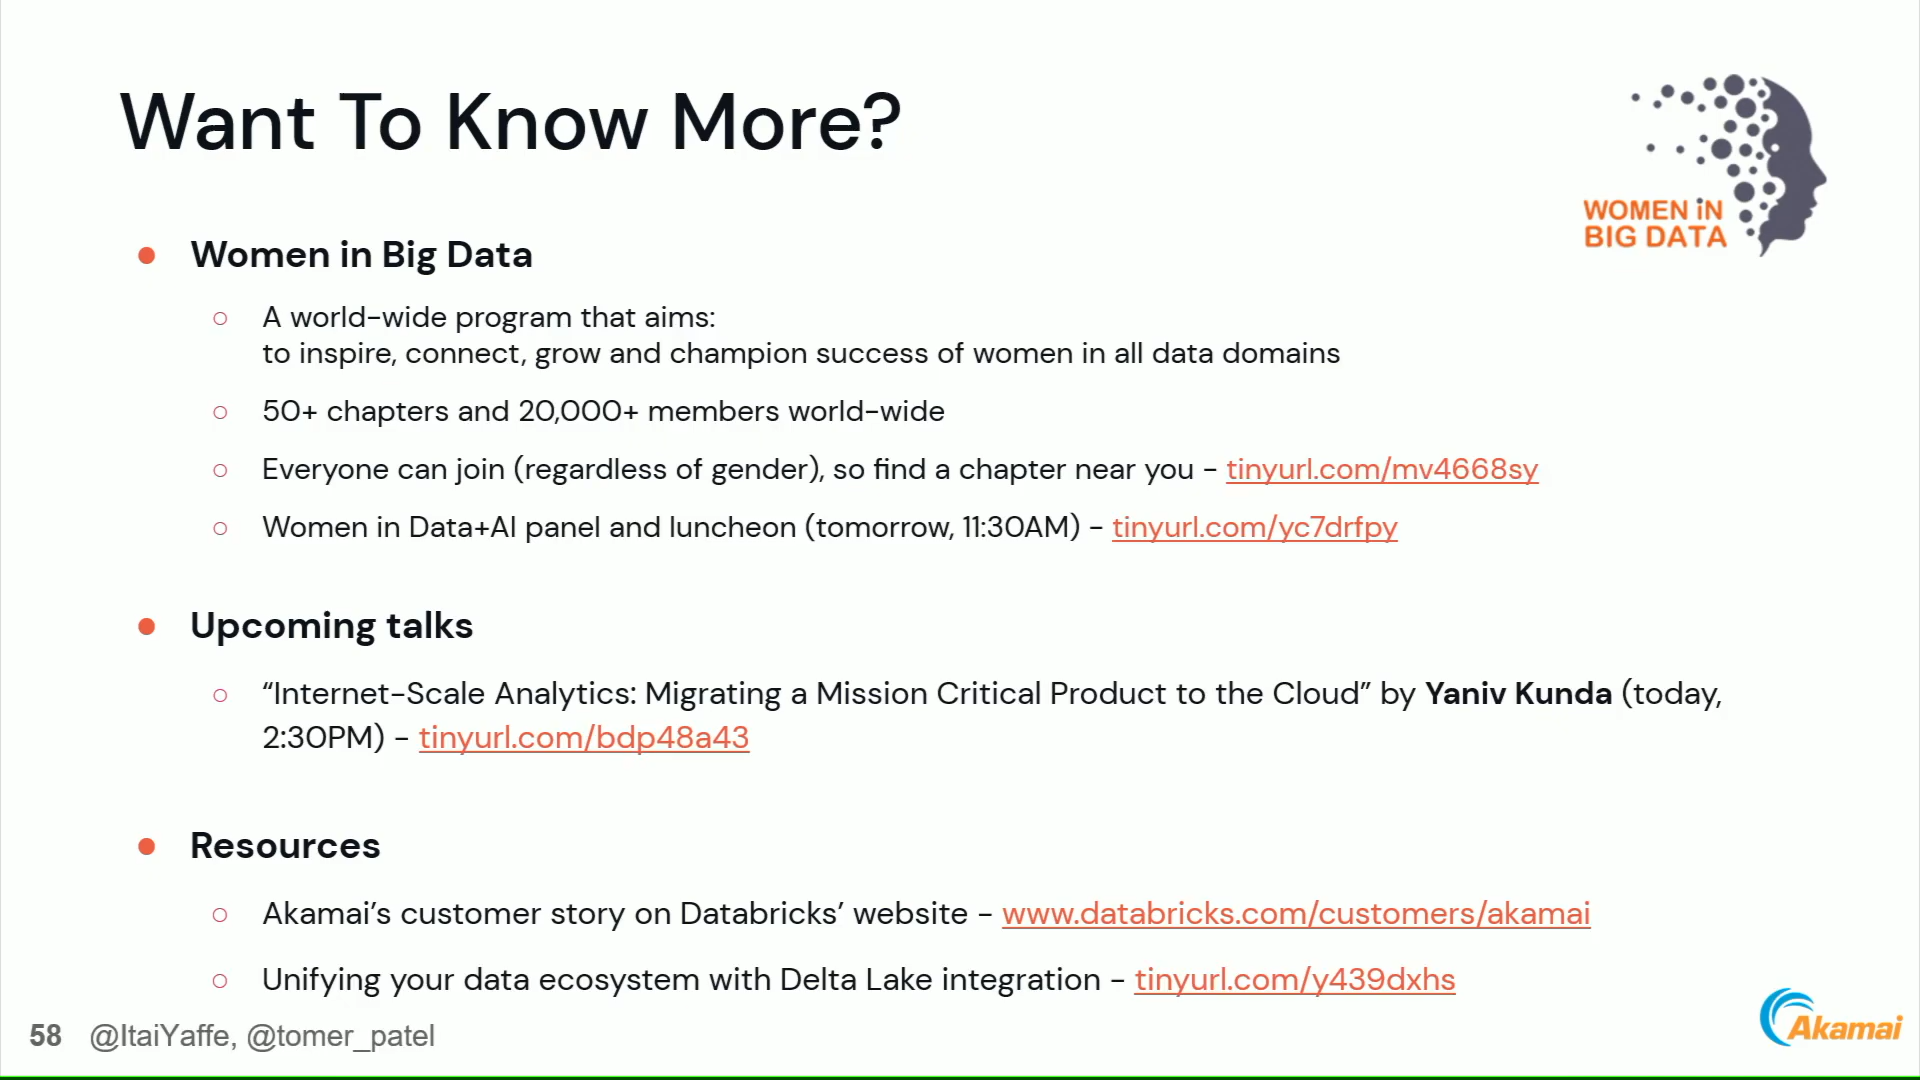 Want To Know More?
WOMEN iN
BIG DATA
Women in Big Data
A world-wide program that aims:
to inspire, connect, grow and champion success of women in all data domains
50+ chapters and 20,000+ members world-wide
Everyone can join (regardless of gender), so find a chapter near you – tinyurl.com/mv4668sy
Women in Data+AI panel and luncheon (tomorrow, 11:30AM) – tinyurl.com/yc7drfpy
Upcoming talks
“Internet-Scale Analytics: Migrating a Mission Critical Product to the Cloud” by Yaniv Kunda (today,
2:30PM) – tinyurl.com/bdp48a43
Resources
Akamai’s customer story on Databricks’ website – www.databricks.com/customers/akamai
Unifying your data ecosystem with Delta Lake integration – tinyurl.com/y439dxhs
58 @ItaiYaffe, @tomer_patel
Akamai